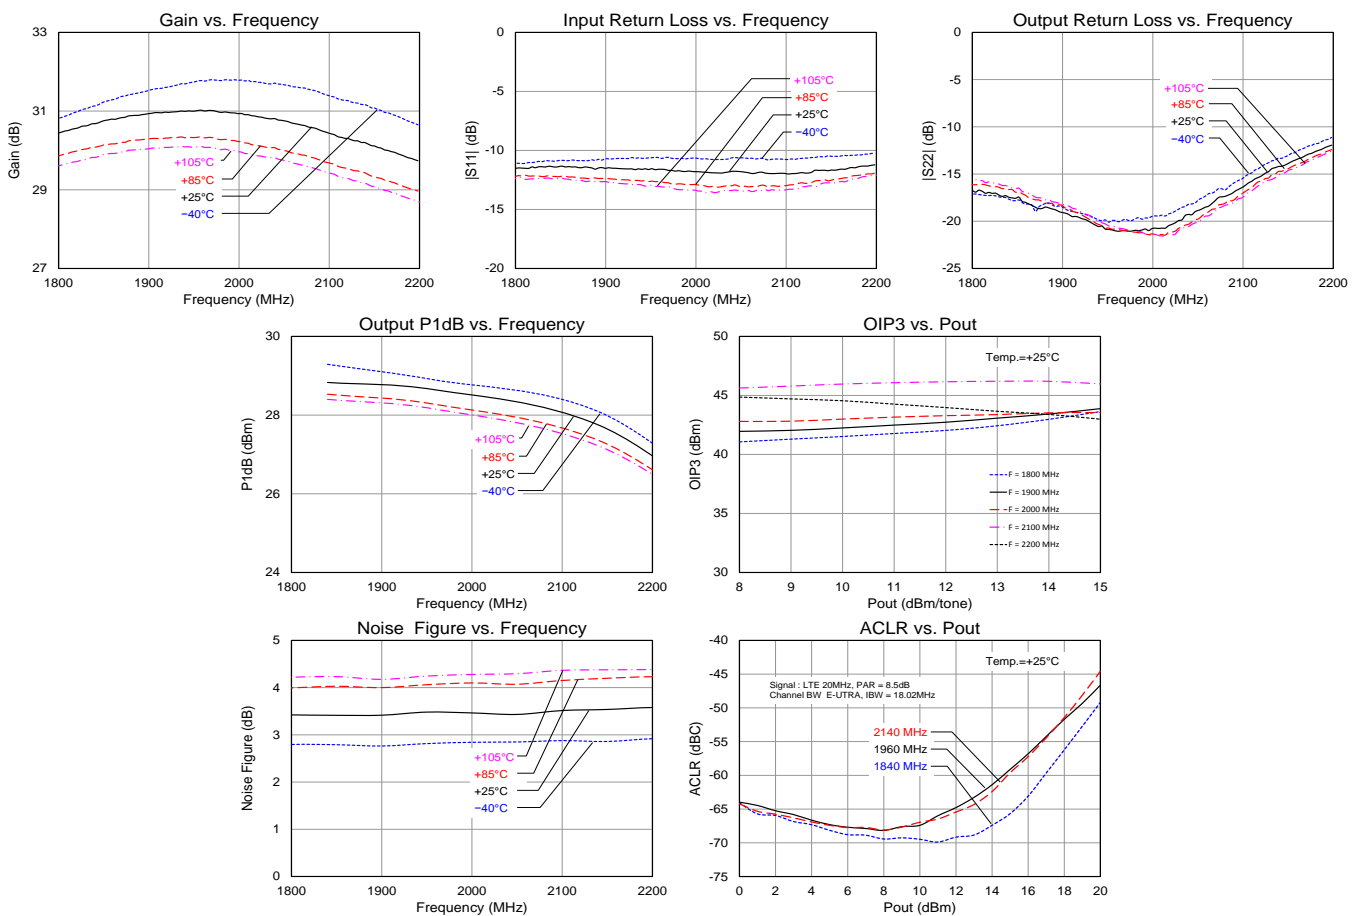 Gain vs. Frequency
33
31
29
27
Gain (dB)
+105°C
+85°C
+25°C
−40°C
1800 1900 2000 2100 2200
Frequency (MHz)
Input Return Loss vs. Frequency
0
-5
-10
-15
-20
|S11| (dB)
+105°C
+85°C
+25°C
−40°C
1800 1900 2000 2100 2200
Frequency (MHz)
Output Return Loss vs. Frequency
0
-5
-10
-15
-20
-25
|S22| (dB)
+105°C
+85°C
+25°C
−40°C
1800 1900 2000 2100 2200
Frequency (MHz)
Output P1dB vs. Frequency
30
28
26
24
P1dB (dBm)
+105°C
+85°C
+25°C
−40°C
1800 1900 2000 2100 2200
Frequency (MHz)
OIP3 vs. Pout
50
45
40
35
30
OIP3 (dBm)
Temp.=+25°C
F = 1800 MHz
F = 1900 MHz
F = 2000 MHz
F = 2100 MHz
F = 2200 MHz
8 9 10 11 12 13 14 15
Pout (dBm/tone)
Noise Figure vs. Frequency
5
4
3
2
1
0
Noise Figure (dB)
+105°C
+85°C
+25°C
−40°C
1800 1900 2000 2100 2200
Frequency (MHz)
ACLR vs. Pout
-40
-45
-50
-55
-60
-65
-70
-75
ACLR (dBC)
Temp.=+25°C
Signal : LTE 20MHz, PAR = 8.5dB
Channel BW E-UTRA, IBW = 18.02MHz
2140 MHz
1960 MHz
1840 MHz
0 2 4 6 8 10 12 14 16 18 20
Pout (dBm)